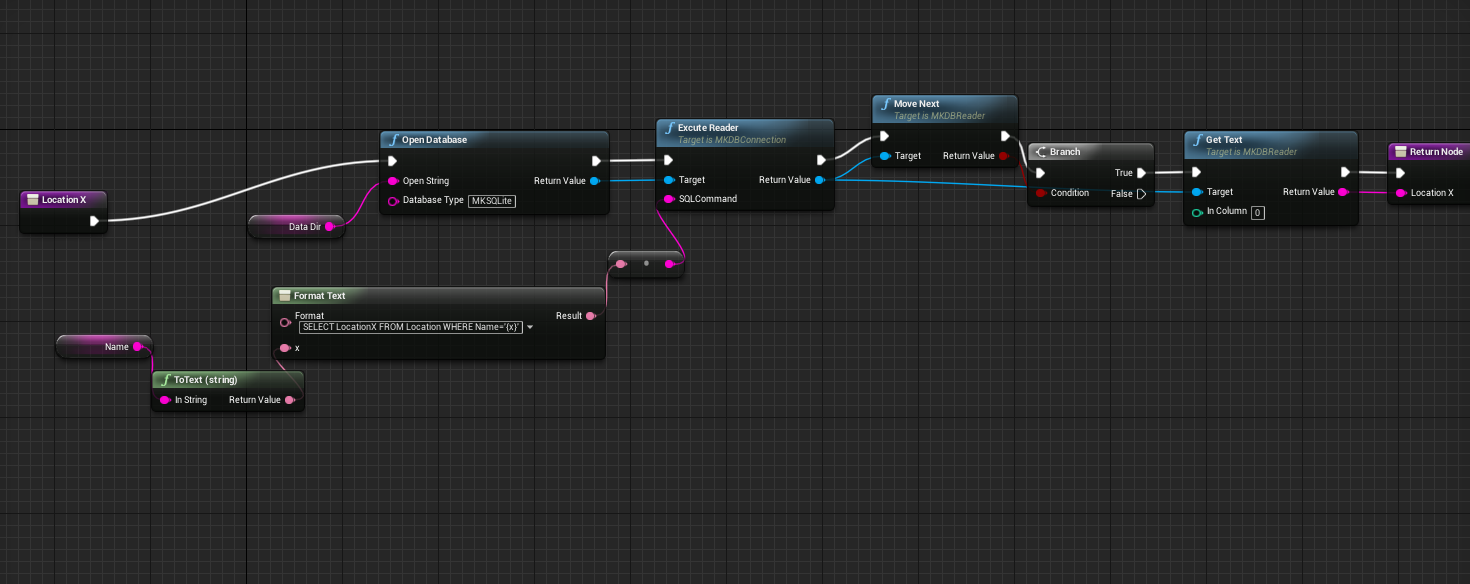 Location X
Data Dir
Name
ToText (string)
In String
Return Value
Format Text
Format
SELECT LocationX FROM Location WHERE Name='{x}'
Result
x
Open Database
Open String
Return Value
Database Type
MKSQLite
Excute Reader
Target is MKDBConnection
Target
Return Value
SQLCommand
Move Next
Target is MKDBReader
Target
Return Value
Branch
True
Condition
False
Get Text
Target is MKDBReader
Target
Return Value
In Column
0
Return Node
Location X